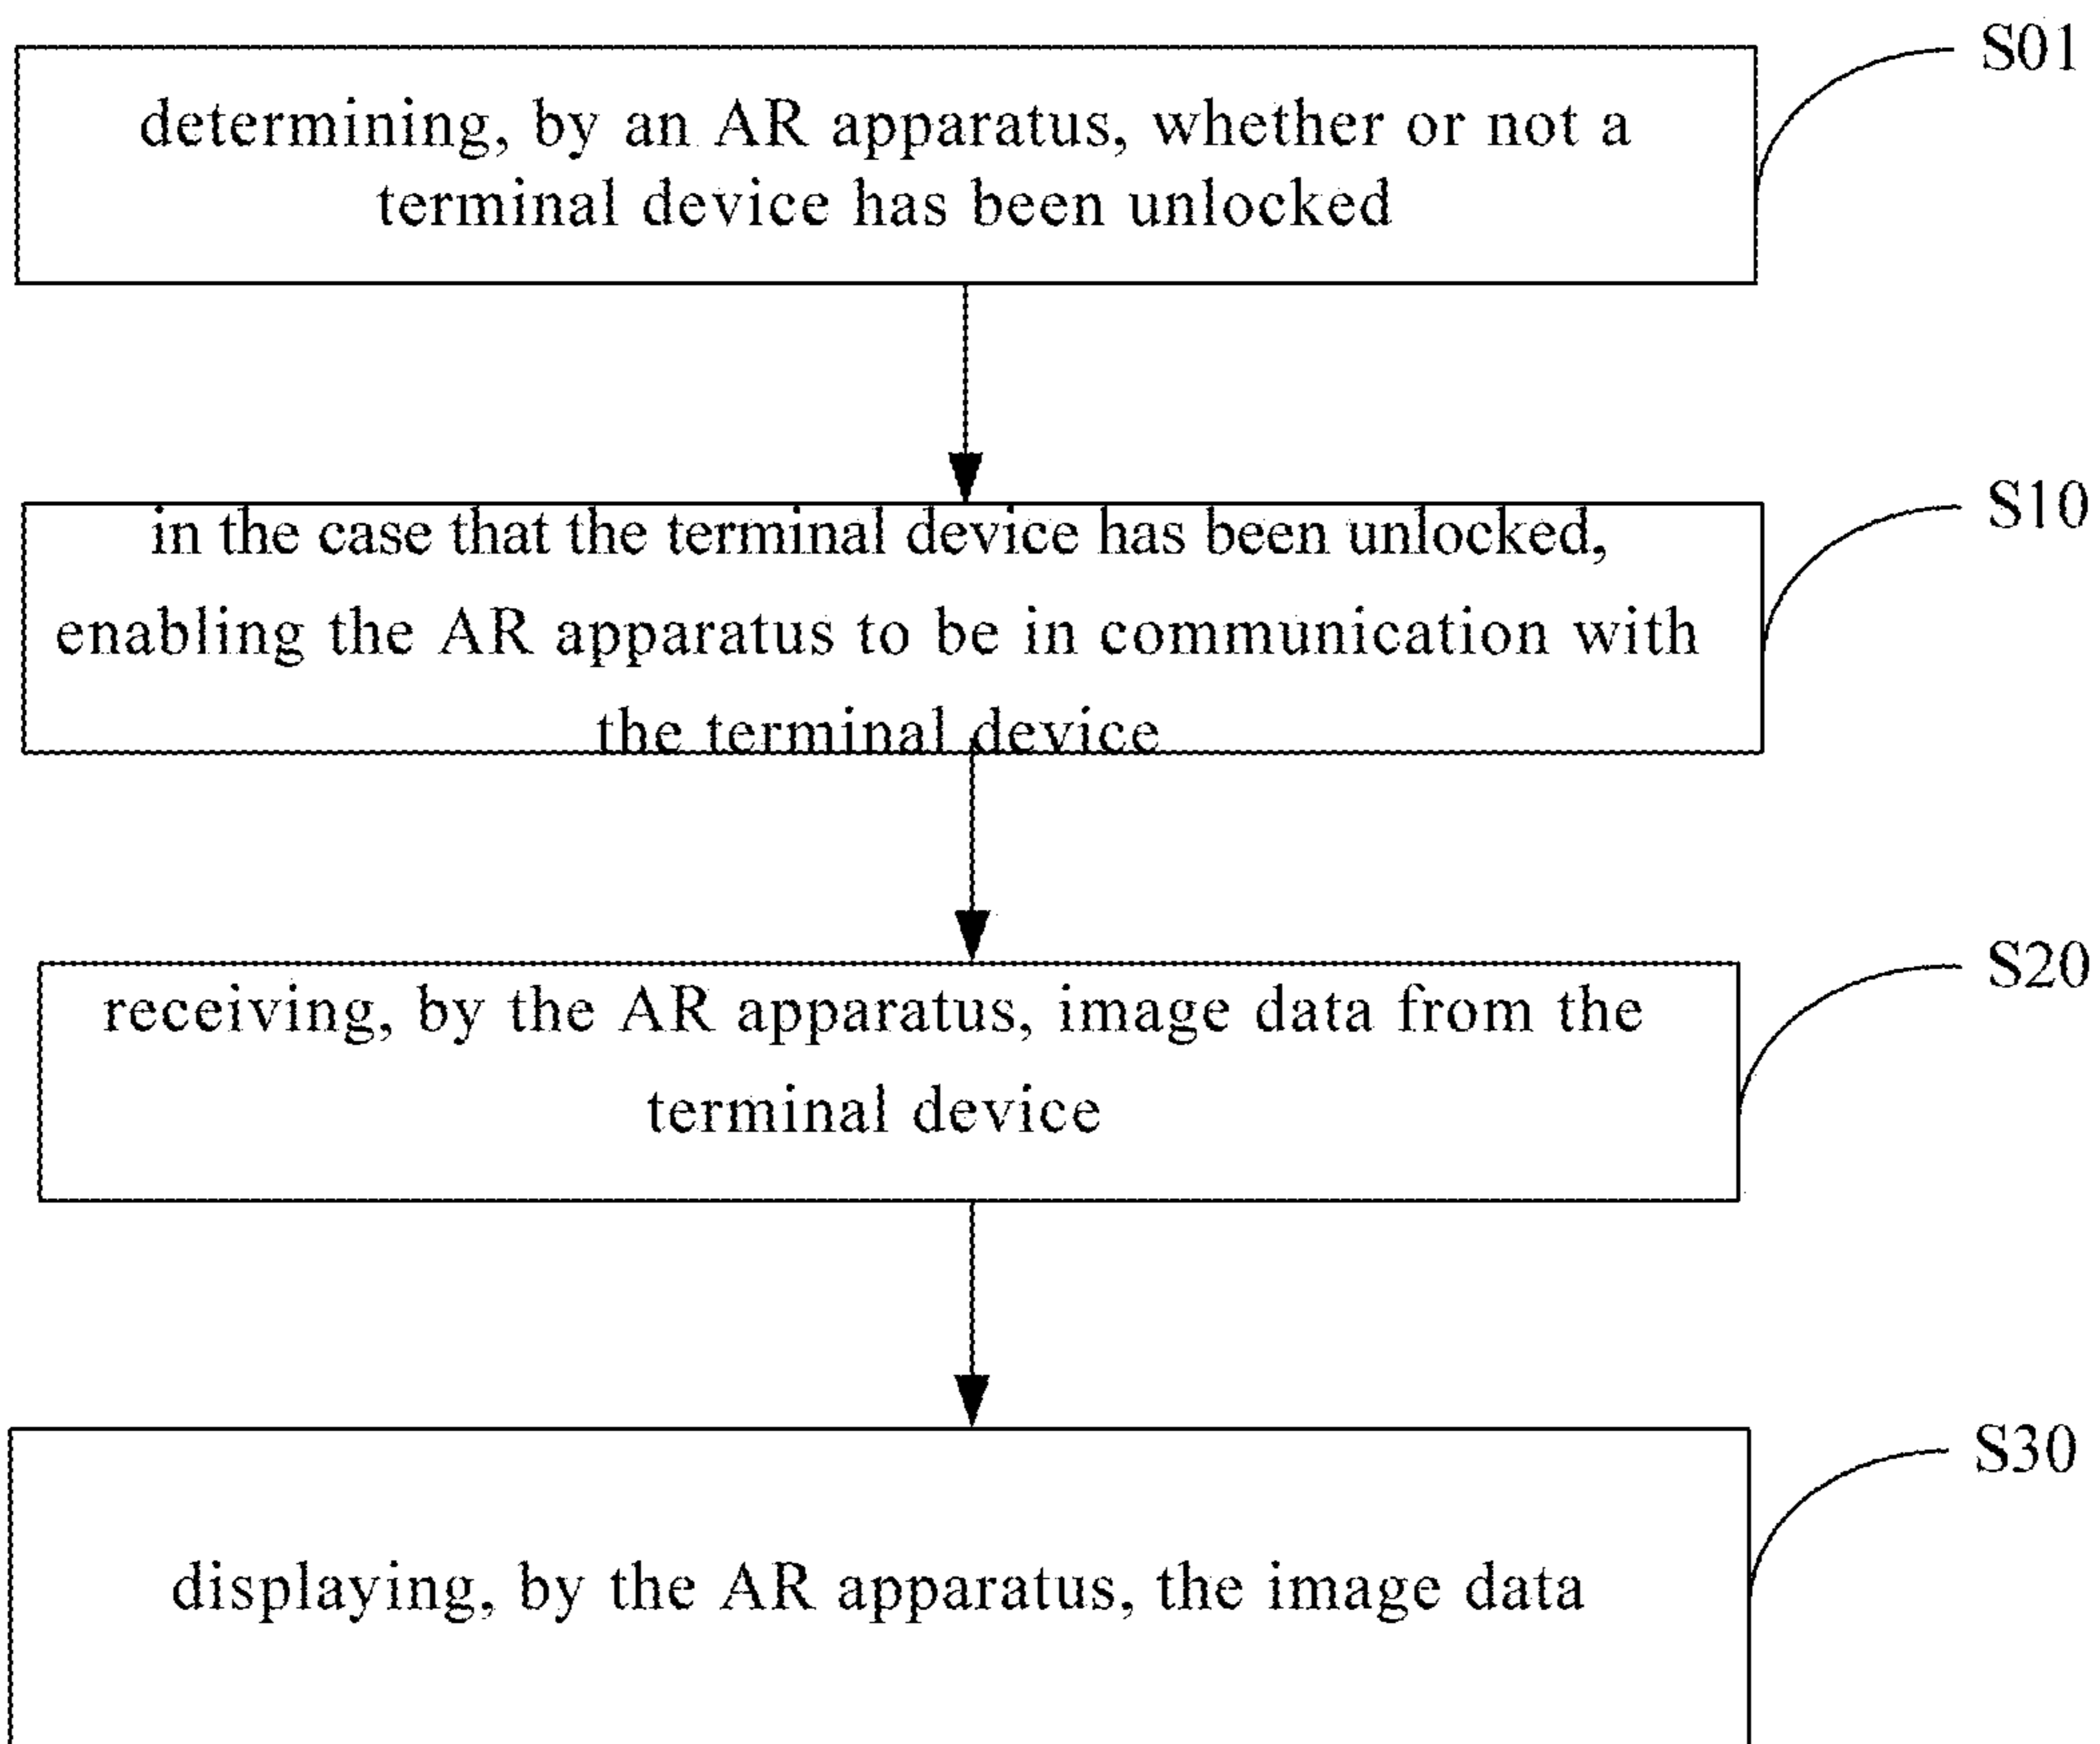 S01
determining, by an AR apparatus, whether or not a
terminal device has been unlocked
S10
in the case that the terminal device has been unlocked,
enabling the AR apparatus to be in communication with
the terminal device
S20
receiving, by the AR apparatus, image data from the
terminal device
S30
displaying, by the AR apparatus, the image data